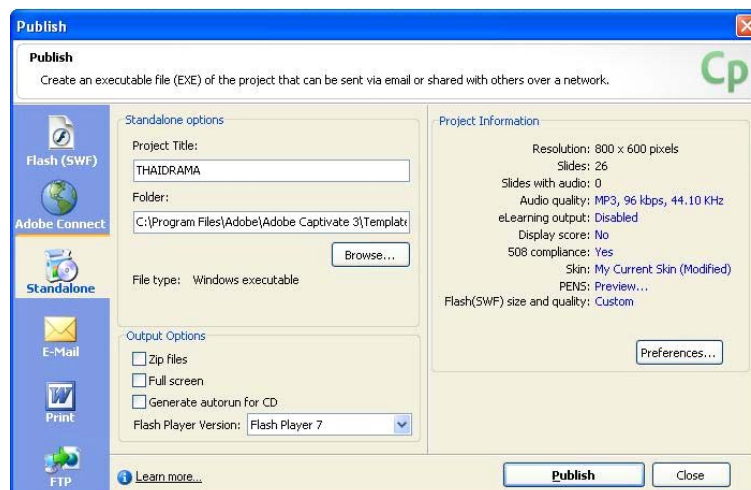 Publish
Publish
Create an executable file (EXE) of the project that can be sent via email or shared with others over a network.
Cp
Flash (SWF)
Adobe Connect
Standalone
E-Mail
Print
FTP
Standalone options
Project Title:
THAIDRAMA
Folder:
C:\Program Files\Adobe\Adobe Captivate 3\Template
Browse...
File type: Windows executable
Output Options
Zip files
Full screen
Generate autorun for CD
Flash Player Version: Flash Player 7
Project Information
Resolution: 800 x 600 pixels
Slides: 26
Slides with audio: 0
Audio quality: MP3, 96 kbps, 44.10 KHz
eLearning output: Disabled
Display score: No
508 compliance: Yes
Skin: My Current Skin (Modified)
PENS: Preview...
Flash(SWF) size and quality: Custom
Preferences...
Learn more...
Publish
Close